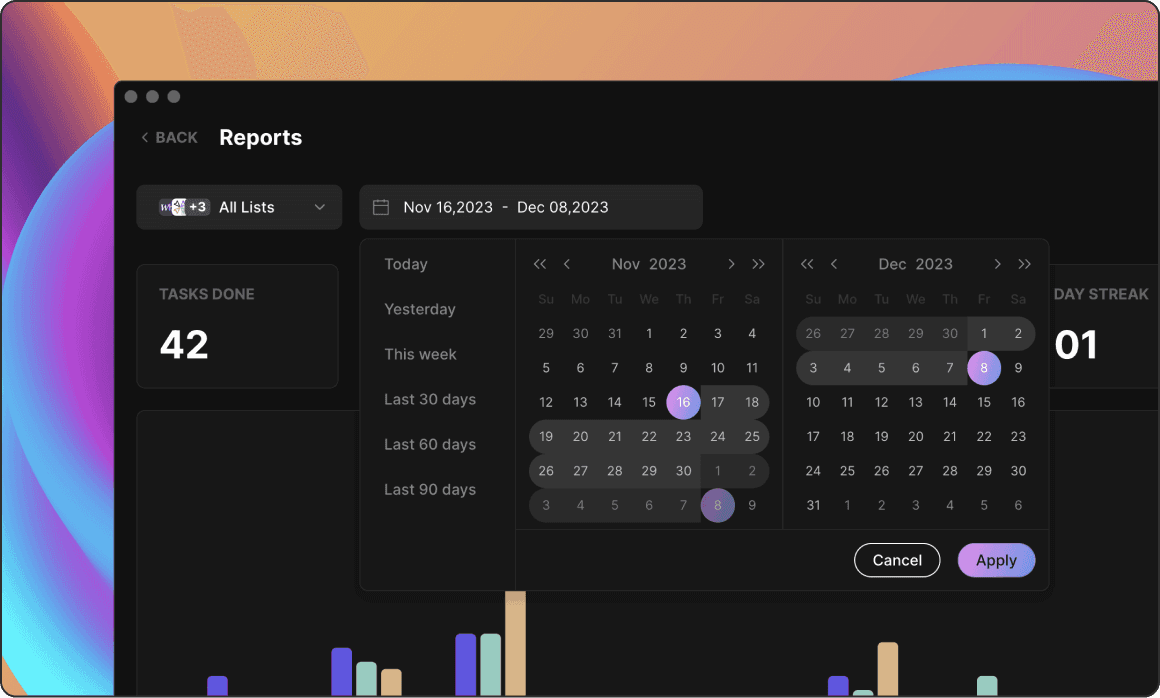 BACK Reports
+3 All Lists
Nov 16,2023 - Dec 08,2023
TASKS DONE
42
Today
Yesterday
This week
Last 30 days
Last 60 days
Last 90 days
Nov 2023
Su Mo Tu We Th Fr Sa
29 30 31 1 2 3 4
5 6 7 8 9 10 11
12 13 14 15 16 17 18
19 20 21 22 23 24 25
26 27 28 29 30 1 2
3 4 5 6 7 8 9
Dec 2023
Su Mo Tu We Th Fr Sa
26 27 28 29 30 1 2
3 4 5 6 7 8 9
10 11 12 13 14 15 16
17 18 19 20 21 22 23
24 25 26 27 28 29 30
31 1 2 3 4 5 6
Cancel Apply
DAY STREAK
01